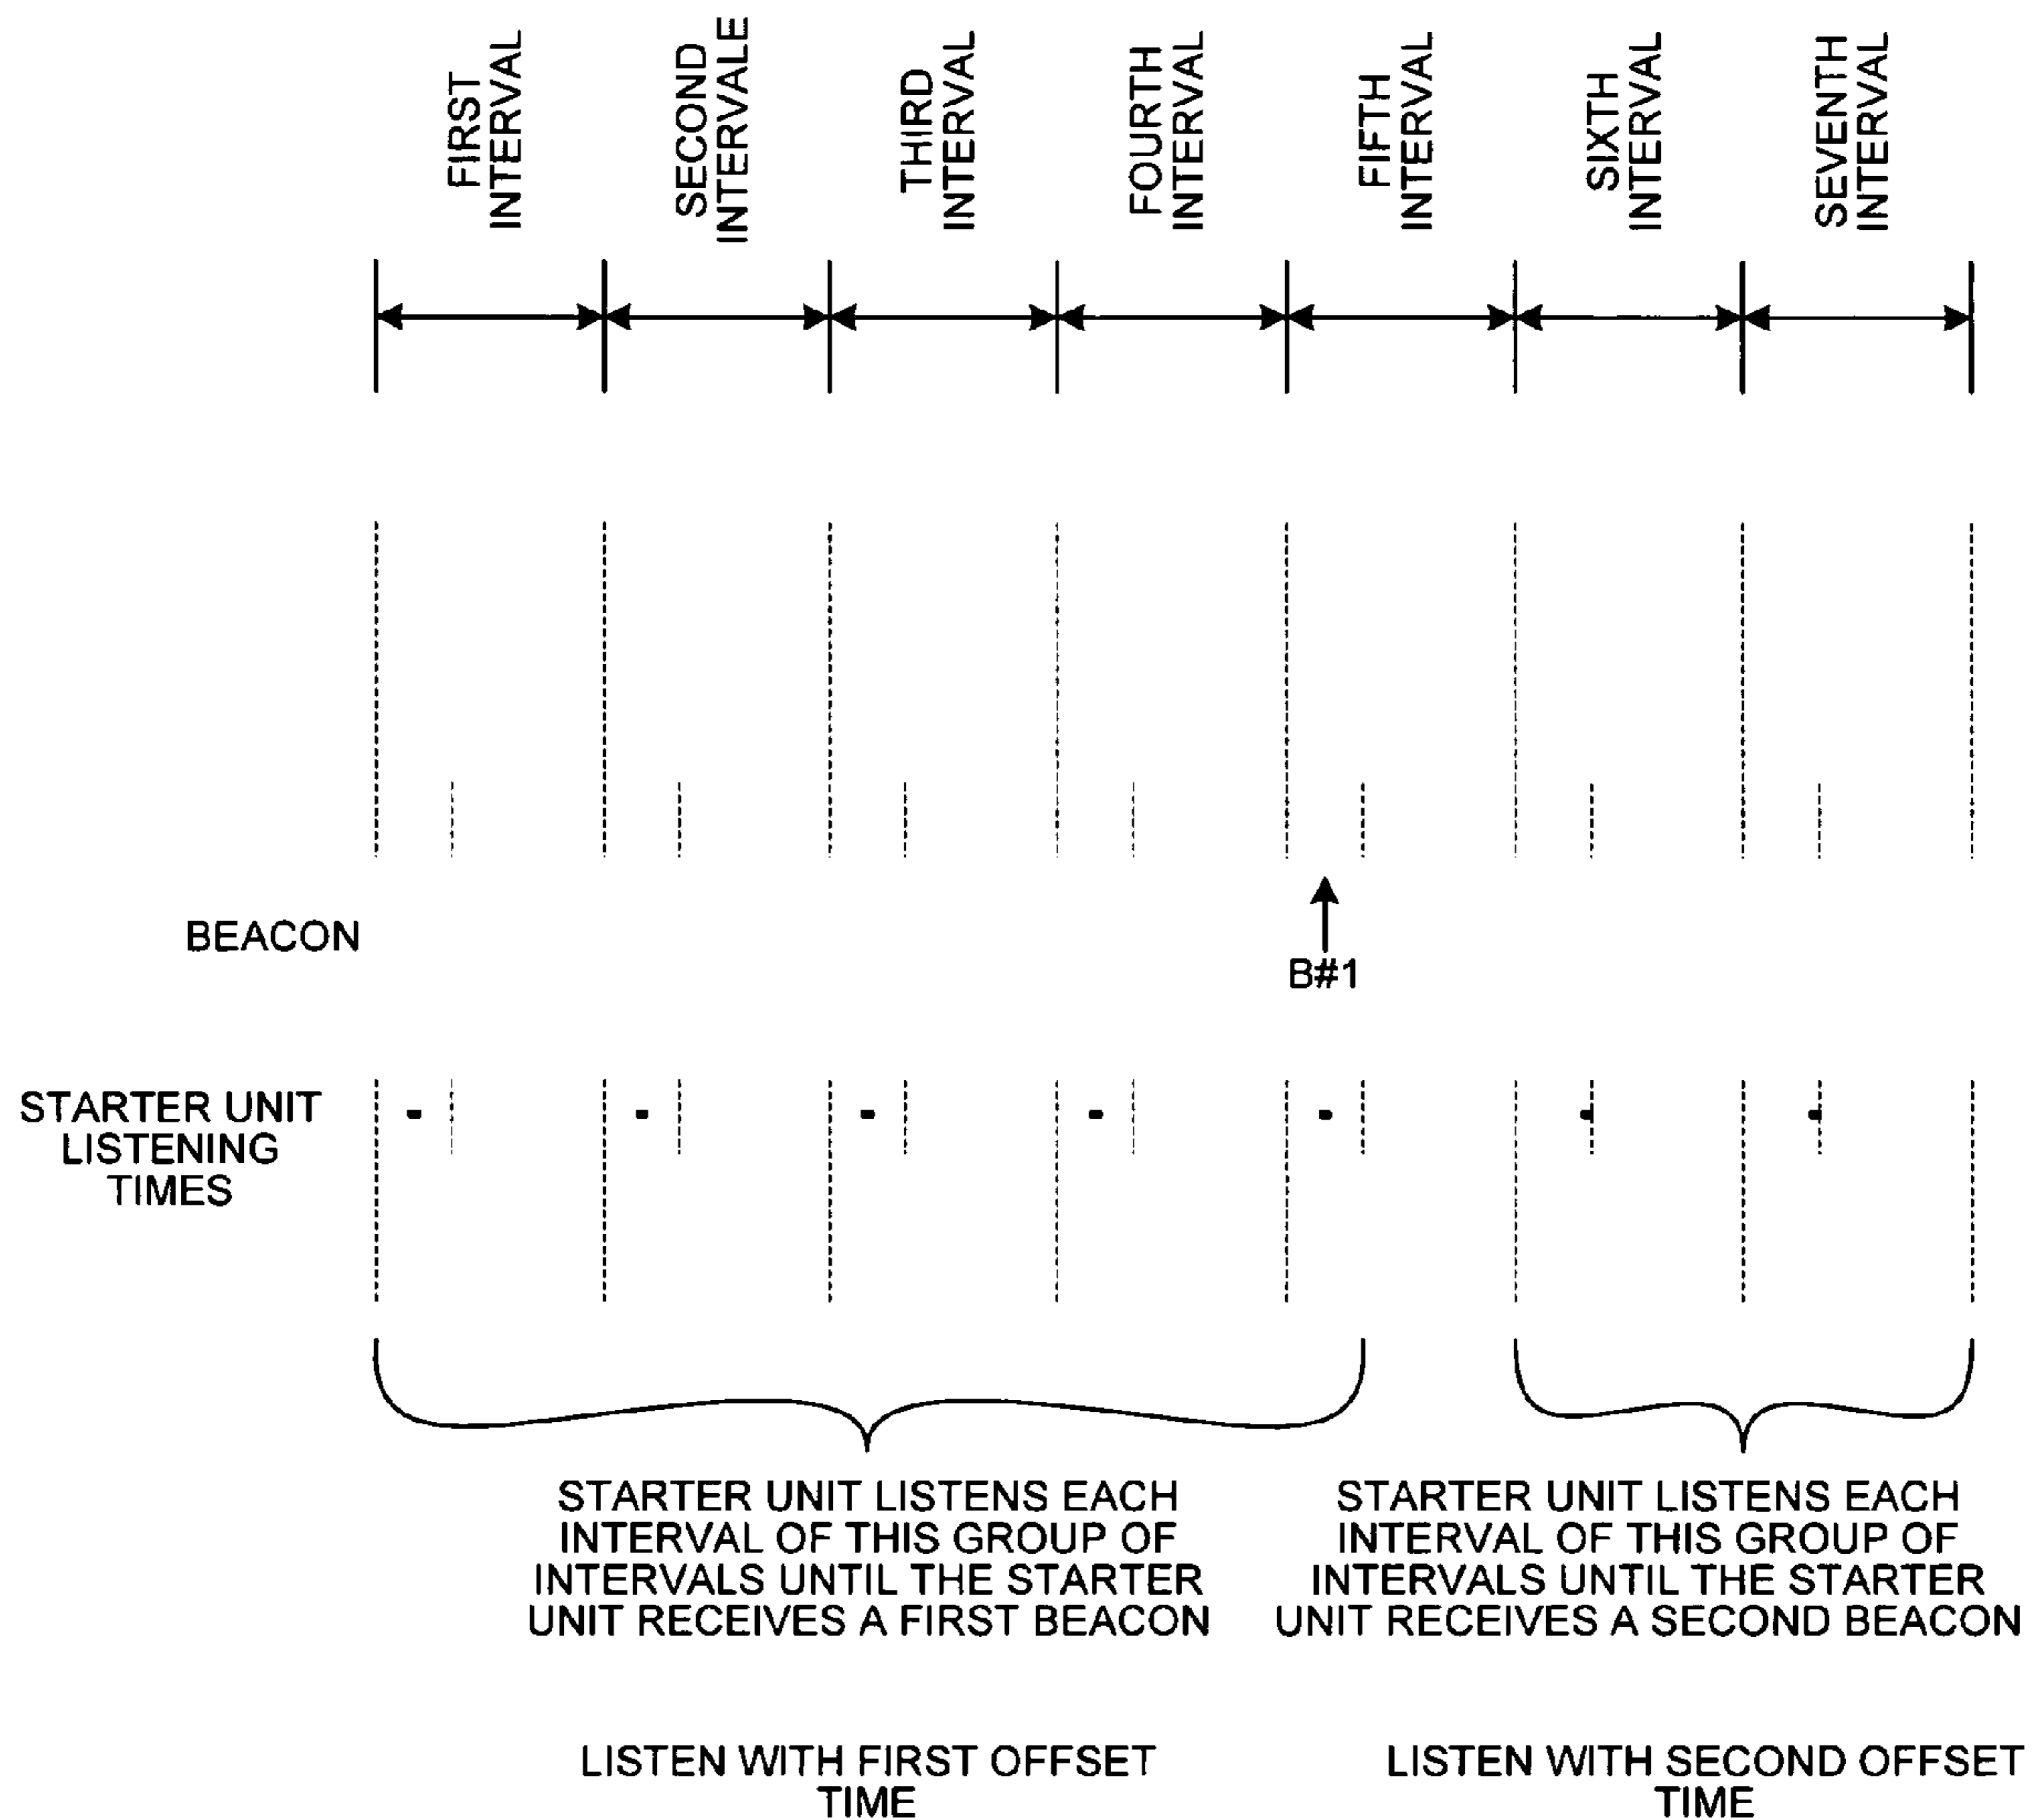 FIRST
INTERVAL
SECOND
INTERVALE
THIRD
INTERVAL
FOURTH
INTERVAL
FIFTH
INTERVAL
SIXTH
INTERVAL
SEVENTH
INTERVAL
BEACON
B#1
STARTER UNIT
LISTENING
TIMES
STARTER UNIT LISTENS EACH
INTERVAL OF THIS GROUP OF
INTERVALS UNTIL THE STARTER
UNIT RECEIVES A FIRST BEACON
STARTER UNIT LISTENS EACH
INTERVAL OF THIS GROUP OF
INTERVALS UNTIL THE STARTER
UNIT RECEIVES A SECOND BEACON
LISTEN WITH FIRST OFFSET
TIME
LISTEN WITH SECOND OFFSET
TIME